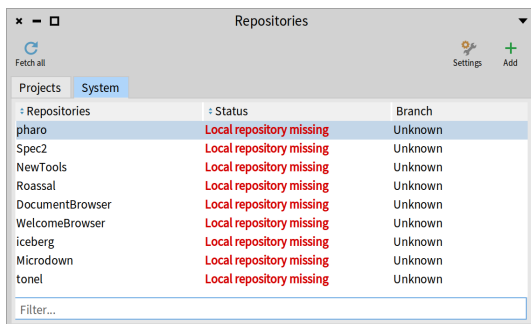 Repositories
Fetch all Settings Add
Projects System
Repositories Status Branch
pharo Local repository missing Unknown
Spec2 Local repository missing Unknown
NewTools Local repository missing Unknown
Roassal Local repository missing Unknown
DocumentBrowser Local repository missing Unknown
WelcomeBrowser Local repository missing Unknown
iceberg Local repository missing Unknown
Microdown Local repository missing Unknown
tonel Local repository missing Unknown
Filter...